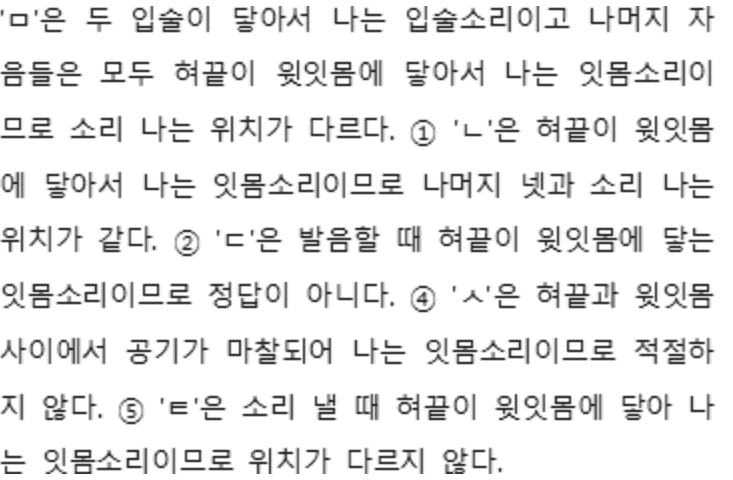 'ㅁ'은 두 입술이 닿아서 나는 입술소리이고 나머지 자
음들은 모두 혀끝이 윗잇몸에 닿아서 나는 잇몸소리이
므로 소리 나는 위치가 다르다. ① 'ㄴ'은 혀끝이 윗잇몸
에 닿아서 나는 잇몸소리이므로 나머지 넷과 소리 나는
위치가 같다. ② 'ㄷ'은 발음할 때 혀끝이 윗잇몸에 닿는
잇몸소리이므로 정답이 아니다. ④ 'ㅅ'은 혀끝과 윗잇몸
사이에서 공기가 마찰되어 나는 잇몸소리이므로 적절하
지 않다. ⑤ 'ㅌ'은 소리 낼 때 혀끝이 윗잇몸에 닿아 나
는 잇몸소리이므로 위치가 다르지 않다.